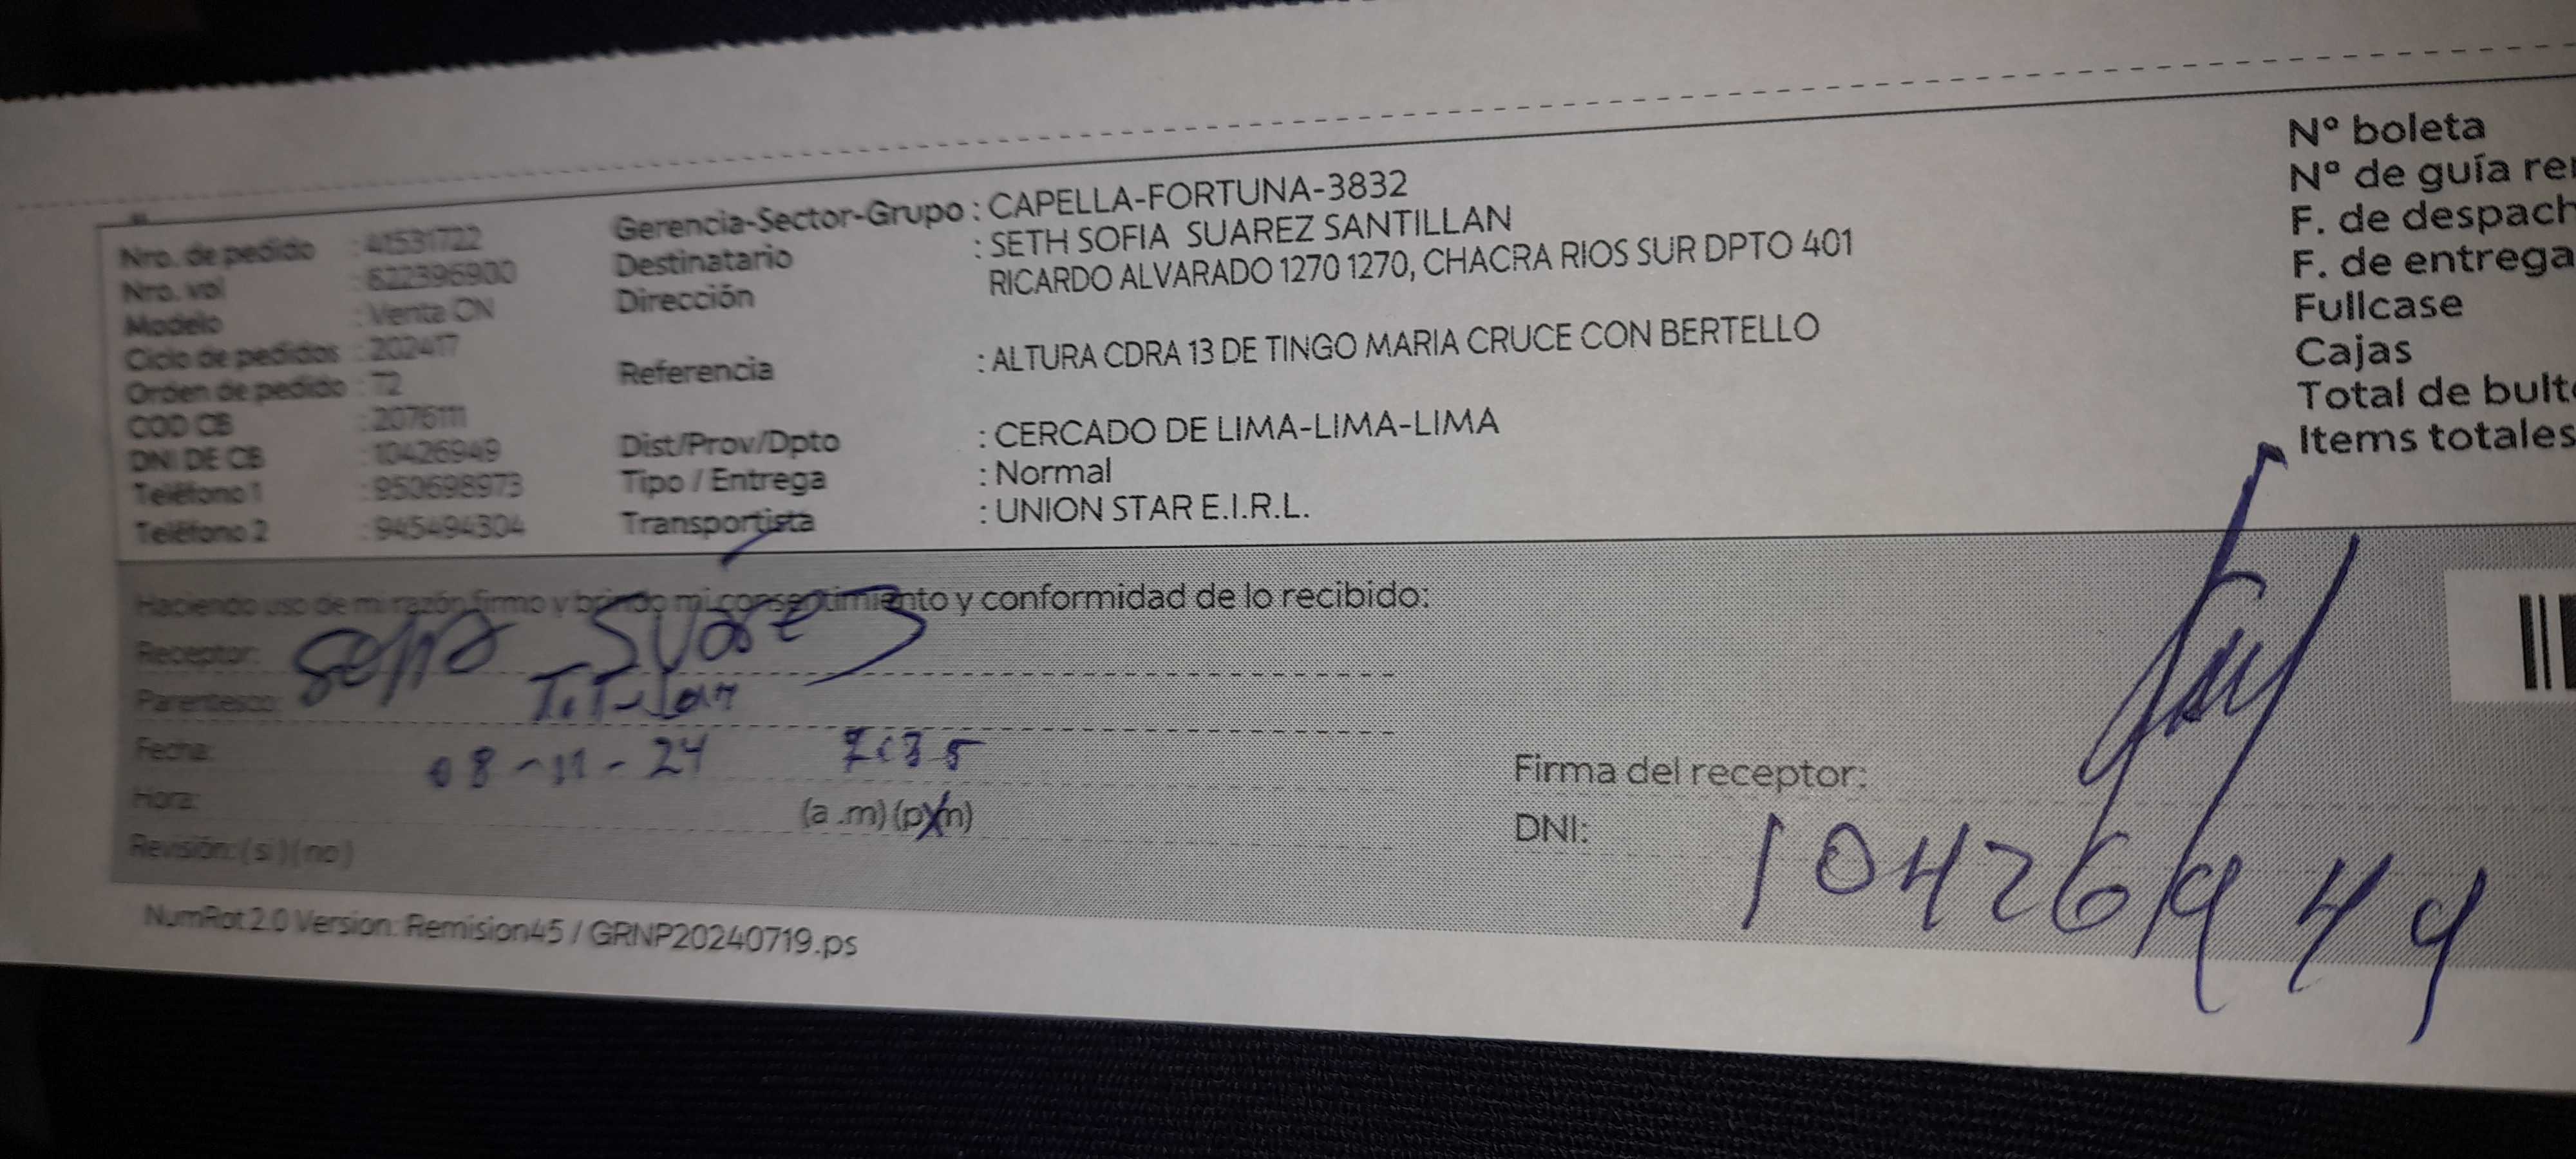 Nro. de pedido : 41531722
Nro. vol : 622396900
Modelo : Venta CN
Ciclo de pedidos : 202417
Orden de pedido : 72
COD CB : 2076111
DNI DE CB : 10426949
Teléfono 1 : 950698973
Teléfono 2 : 945494304
Gerencia-Sector-Grupo : CAPELLA-FORTUNA-3832
Destinatario : SETH SOFIA SUAREZ SANTILLAN
Dirección RICARDO ALVARADO 1270 1270, CHACRA RIOS SUR DPTO 401
Referencia : ALTURA CDRA 13 DE TINGO MARIA CRUCE CON BERTELLO
Dist/Prov/Dpto : CERCADO DE LIMA-LIMA-LIMA
Tipo / Entrega : Normal
Transportista : UNION STAR E.I.R.L.
Nº boleta
Nº de guía re
F. de despach
F. de entrega
Fullcase
Cajas
Total de bult
Items totales
Haciendo uso de mi razón firmo y brindo mi consentimiento y conformidad de lo recibido:
Receptor: Suarez
Parentesco: Titular
Fecha: 08-11-24
Hora: (a .m) (p m)
Revisión: (si) (no)
Firma del receptor:
DNI: 10426949
NumRot 2.0 Version: Remision45 / GRNP20240719.ps